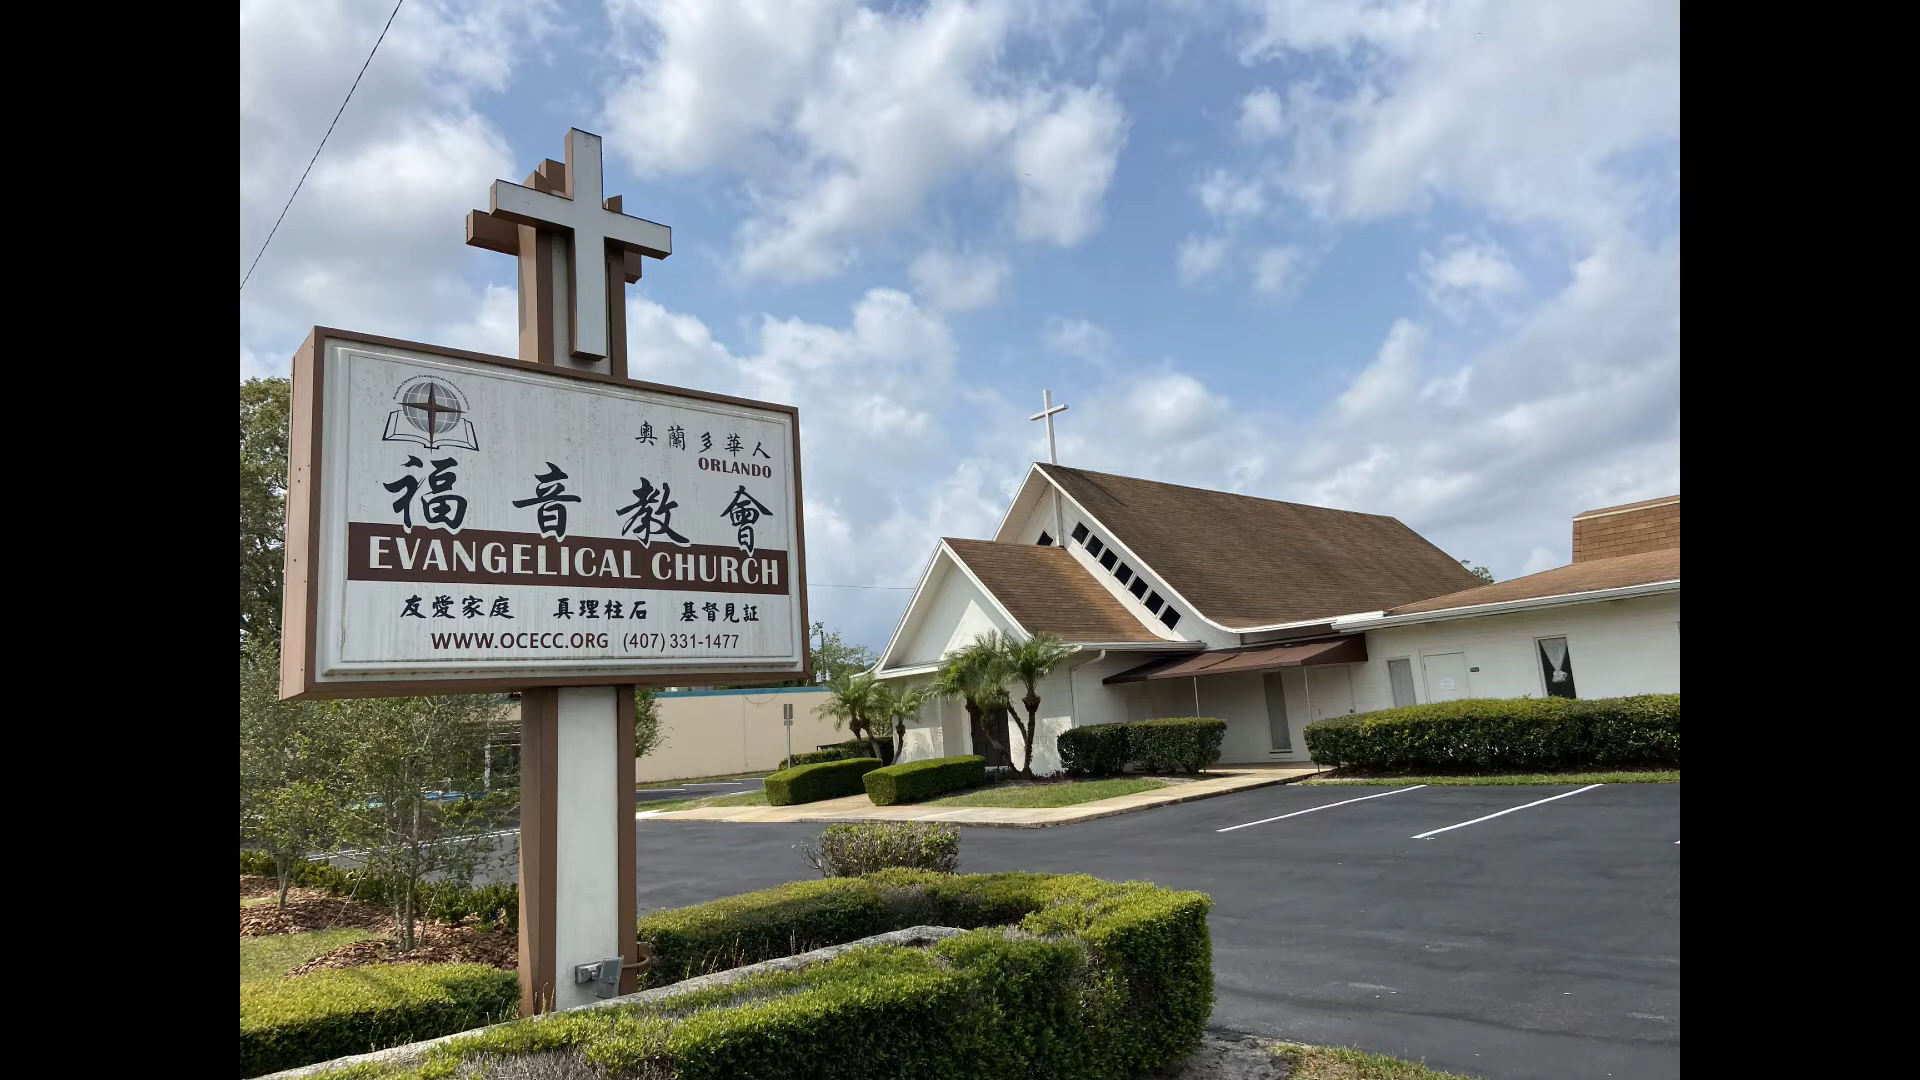 奧蘭多華人
ORLANDO
福音教會
EVANGELICAL CHURCH
友愛家庭 真理柱石 基督見証
WWW.OCECC.ORG (407) 331-1477